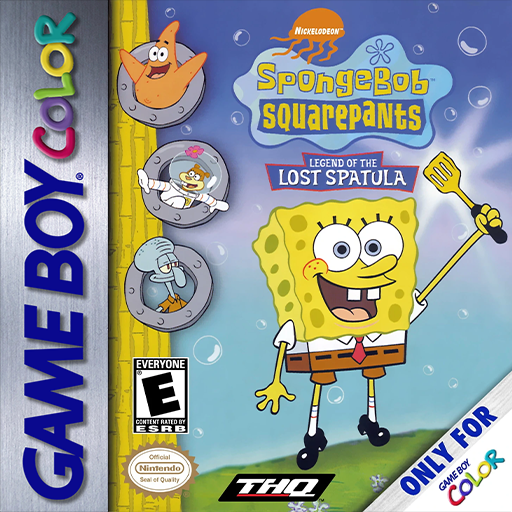 GAME BOY COLOR
NICKELODEON
SpongeBob
SQUAREPANTS
LEGEND OF THE
LOST SPATULA
EVERYONE
E
CONTENT RATED BY
ESRB
Official
Nintendo
Seal of Quality
THQ
ONLY FOR
GAME BOY
COLOR